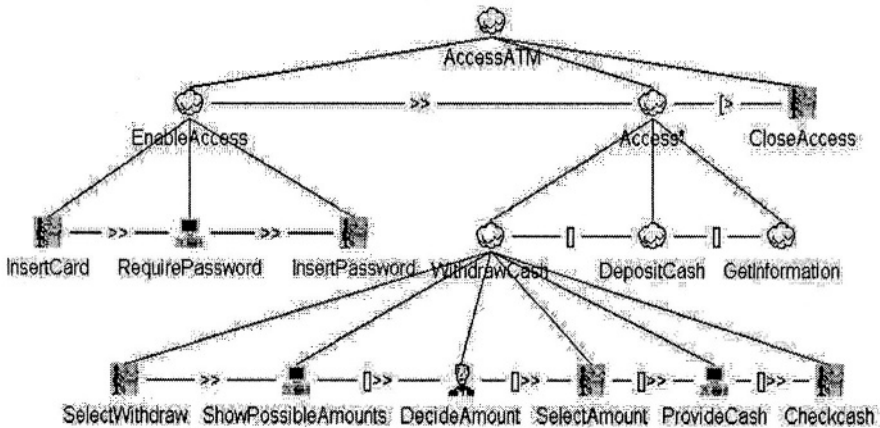 AccessATM
>> [>
EnableAccess Access* CloseAccess
>> >> [] []
InsertCard RequirePassword InsertPassword WithdrawCash DepositCash GetInformation
>> []>> []>> []>> []>>
SelectWithdraw ShowPossibleAmounts DecideAmount SelectAmount ProvideCash Checkcash